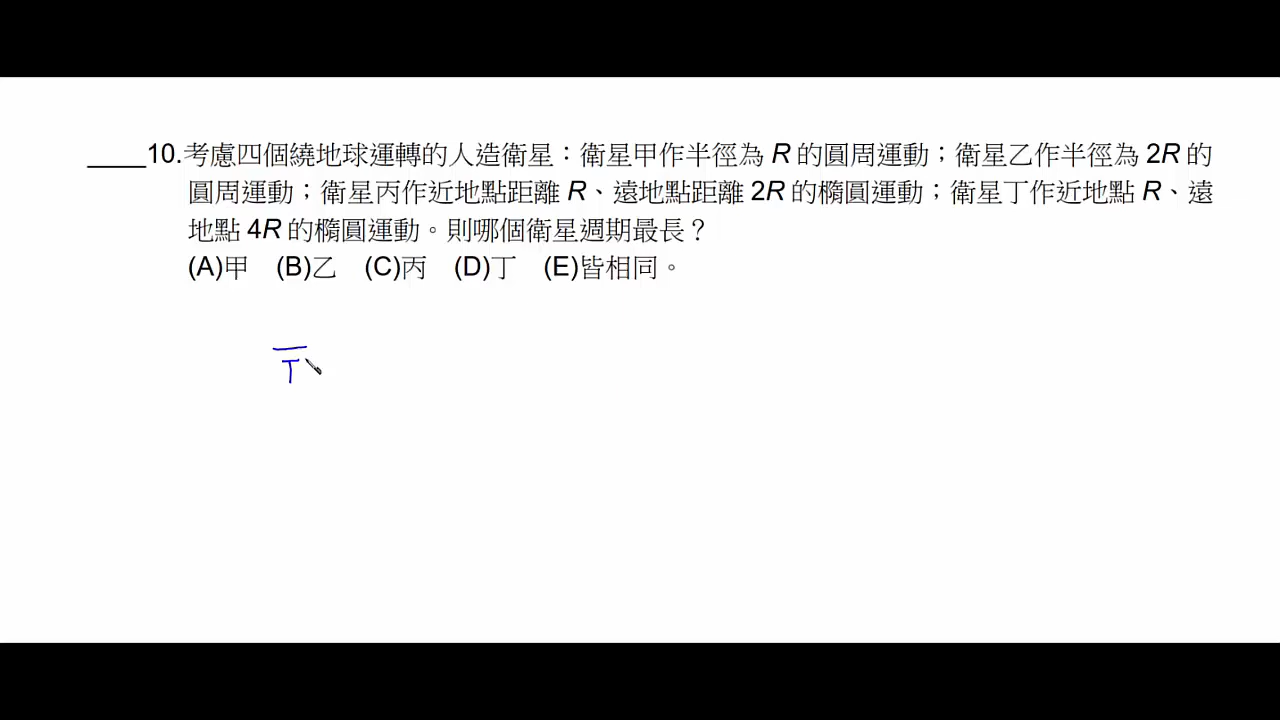 ____10.考慮四個繞地球運轉的人造衛星：衛星甲作半徑為 R 的圓周運動；衛星乙作半徑為 2R 的
圓周運動；衛星丙作近地點距離 R、遠地點距離 2R 的橢圓運動；衛星丁作近地點 R、遠
地點 4R 的橢圓運動。則哪個衛星週期最長？
(A)甲 (B)乙 (C)丙 (D)丁 (E)皆相同。
T